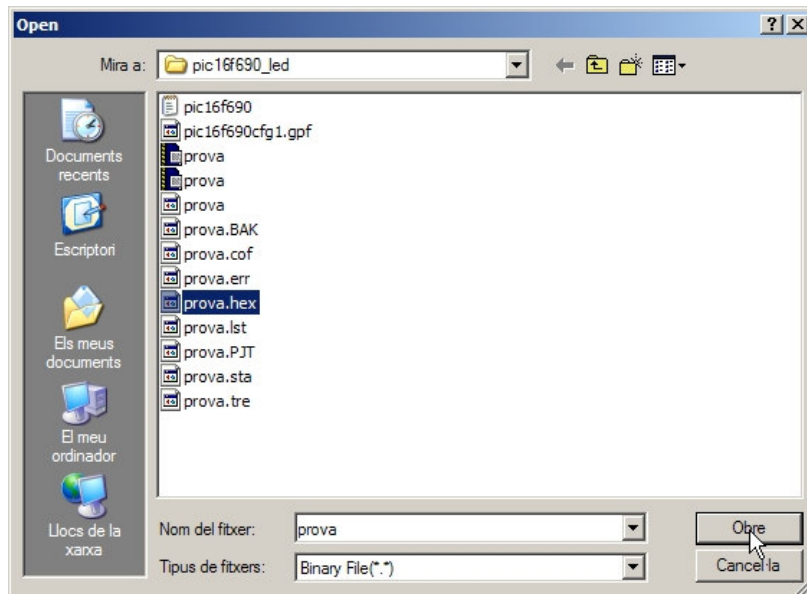 Open
Mira a: pic16f690_led
Documents
recents
Escriptori
Els meus
documents
El meu
ordinador
Llocs de la
xarxa
pic16f690
pic16f690cfg1.gpf
prova
prova
prova
prova.BAK
prova.cof
prova.err
prova.hex
prova.lst
prova.PJT
prova.sta
prova.tre
Nom del fitxer: prova Obre
Tipus de fitxers: Binary File(*.*) Cancel·la